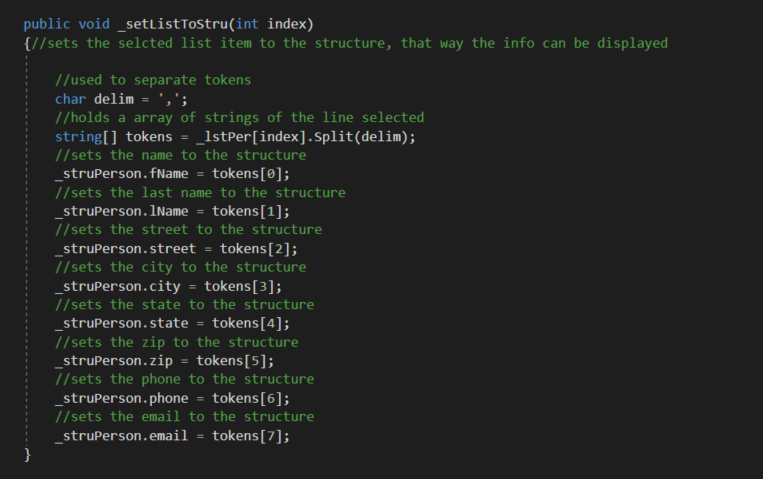 public void _setListToStru(int index)
{//sets the selcted list item to the structure, that way the info can be displayed
//used to separate tokens
char delim = ',';
//holds a array of strings of the line selected
string[] tokens = _lstPer[index].Split(delim);
//sets the name to the structure
_struPerson.fName = tokens[0];
//sets the last name to the structure
_struPerson.lName = tokens[1];
//sets the street to the structure
_struPerson.street = tokens[2];
//sets the city to the structure
_struPerson.city = tokens[3];
//sets the state to the structure
_struPerson.state = tokens[4];
//sets the zip to the structure
_struPerson.zip = tokens[5];
//sets the phone to the structure
_struPerson.phone = tokens[6];
//sets the email to the structure
_struPerson.email = tokens[7];
}